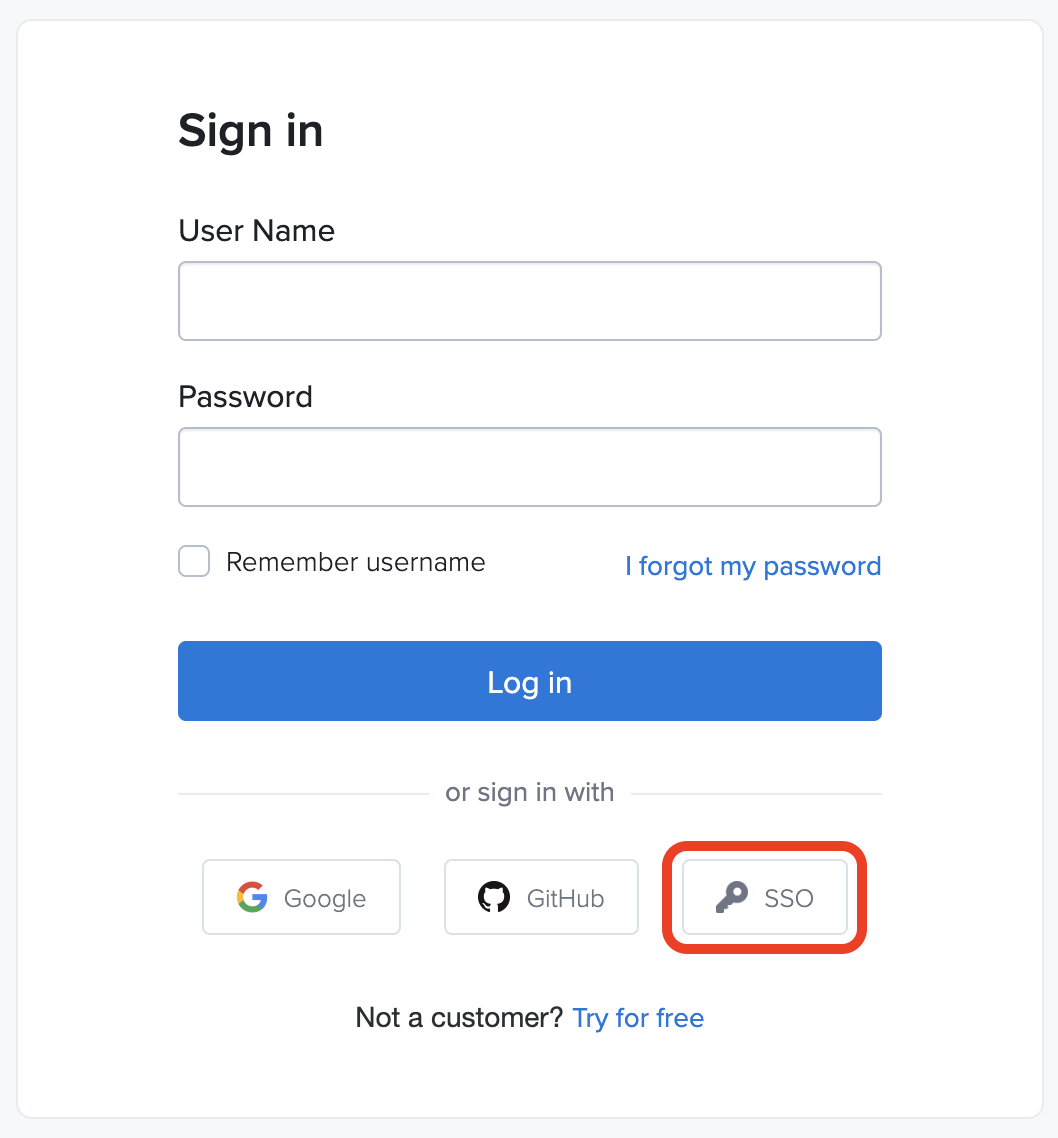 Sign in
User Name
Password
Remember username
I forgot my password
Log in
or sign in with
Google
GitHub
SSO
Not a customer? Try for free